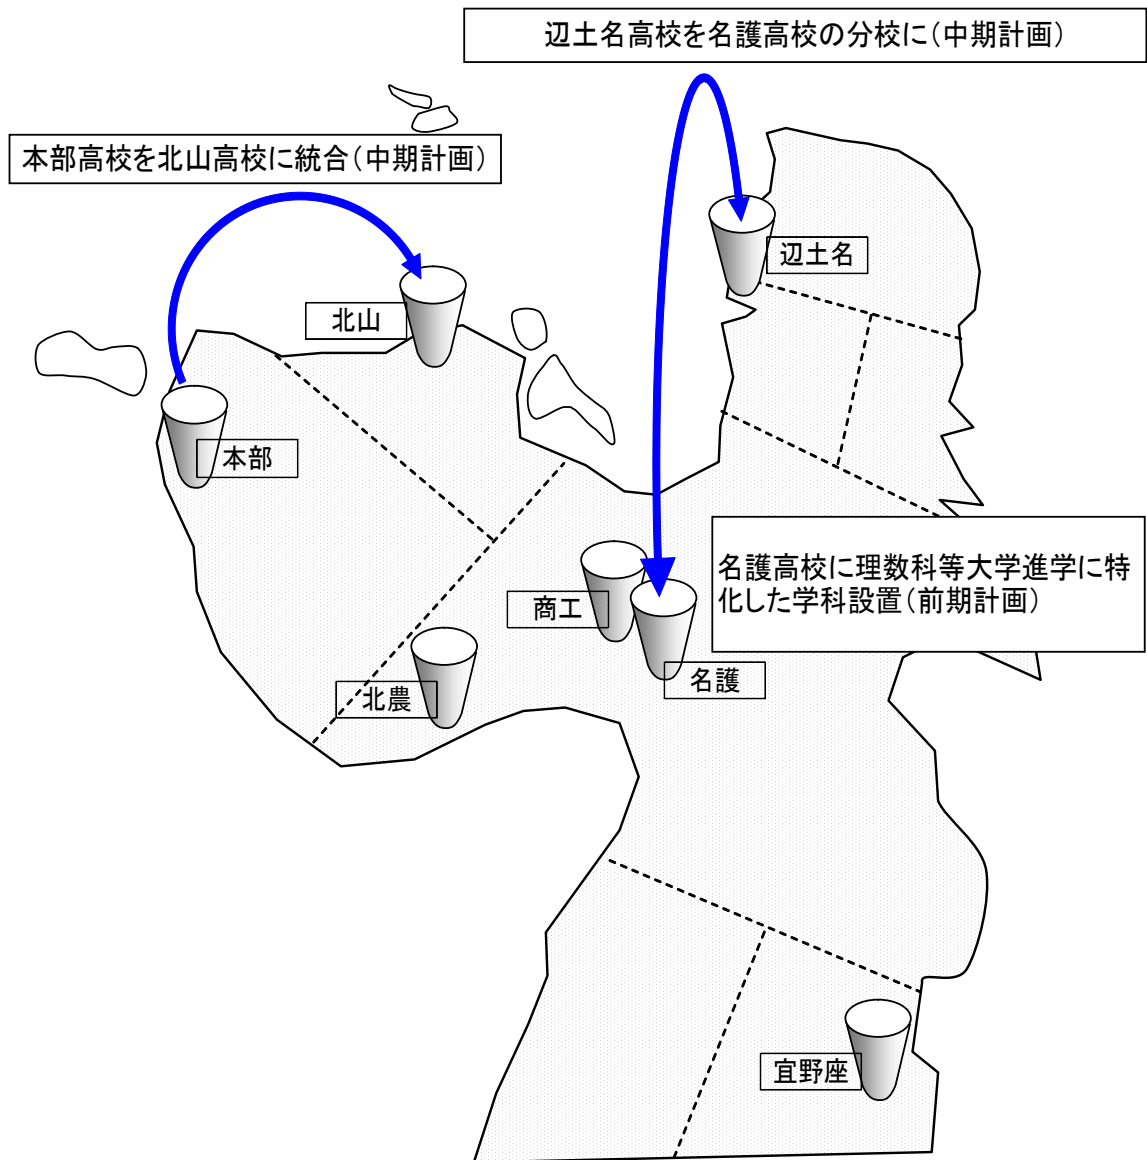 辺土名高校を名護高校の分校に(中期計画)
本部高校を北山高校に統合(中期計画)
辺土名
北山
本部
名護高校に理数科等大学進学に特
化した学科設置(前期計画)
商工
名護
北農
宜野座